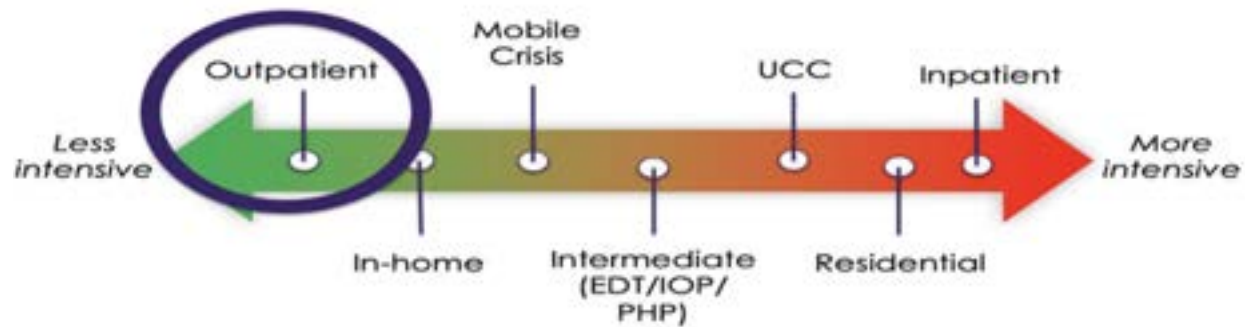 Mobile
Crisis
Outpatient
UCC
Inpatient
Less
intensive
More
intensive
In-home
Intermediate
(EDT/IOP/
PHP)
Residential